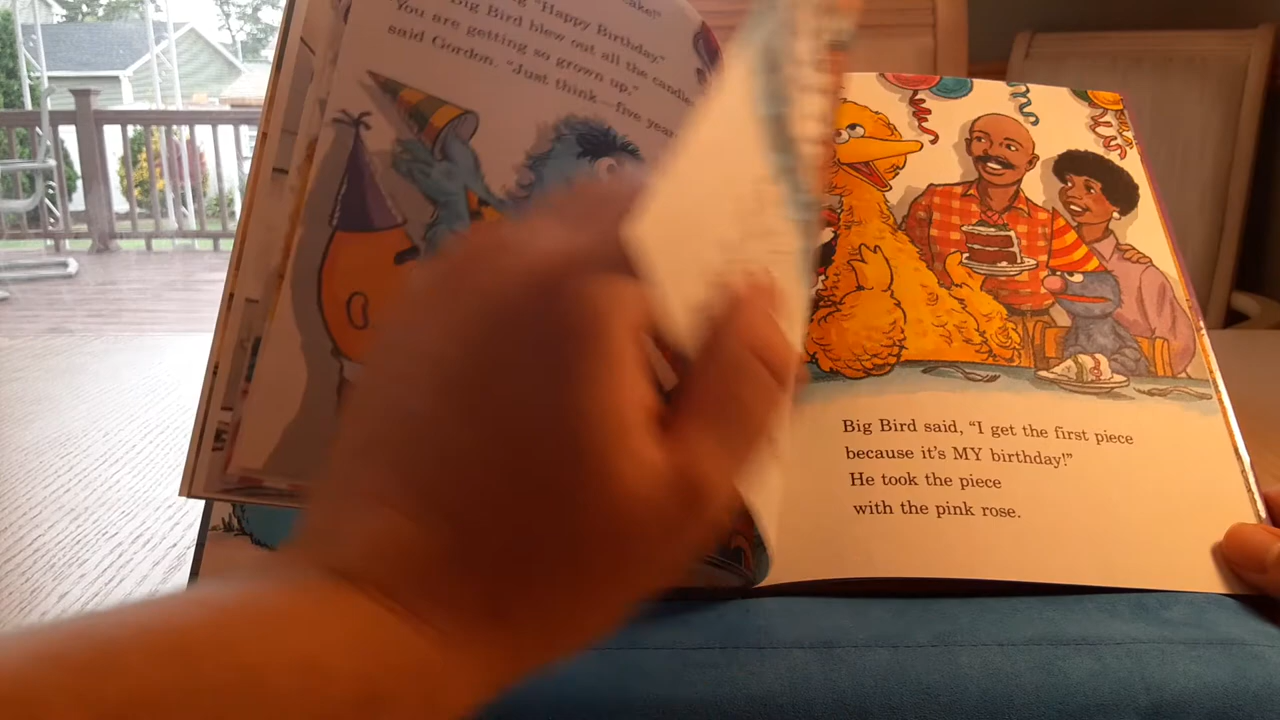 cake!"
"Happy Birthday."
Big Bird blew out all the candle
"You are getting so grown up,"
said Gordon. "Just think—five year
Big Bird said, "I get the first piece
because it's MY birthday!"
He took the piece
with the pink rose.